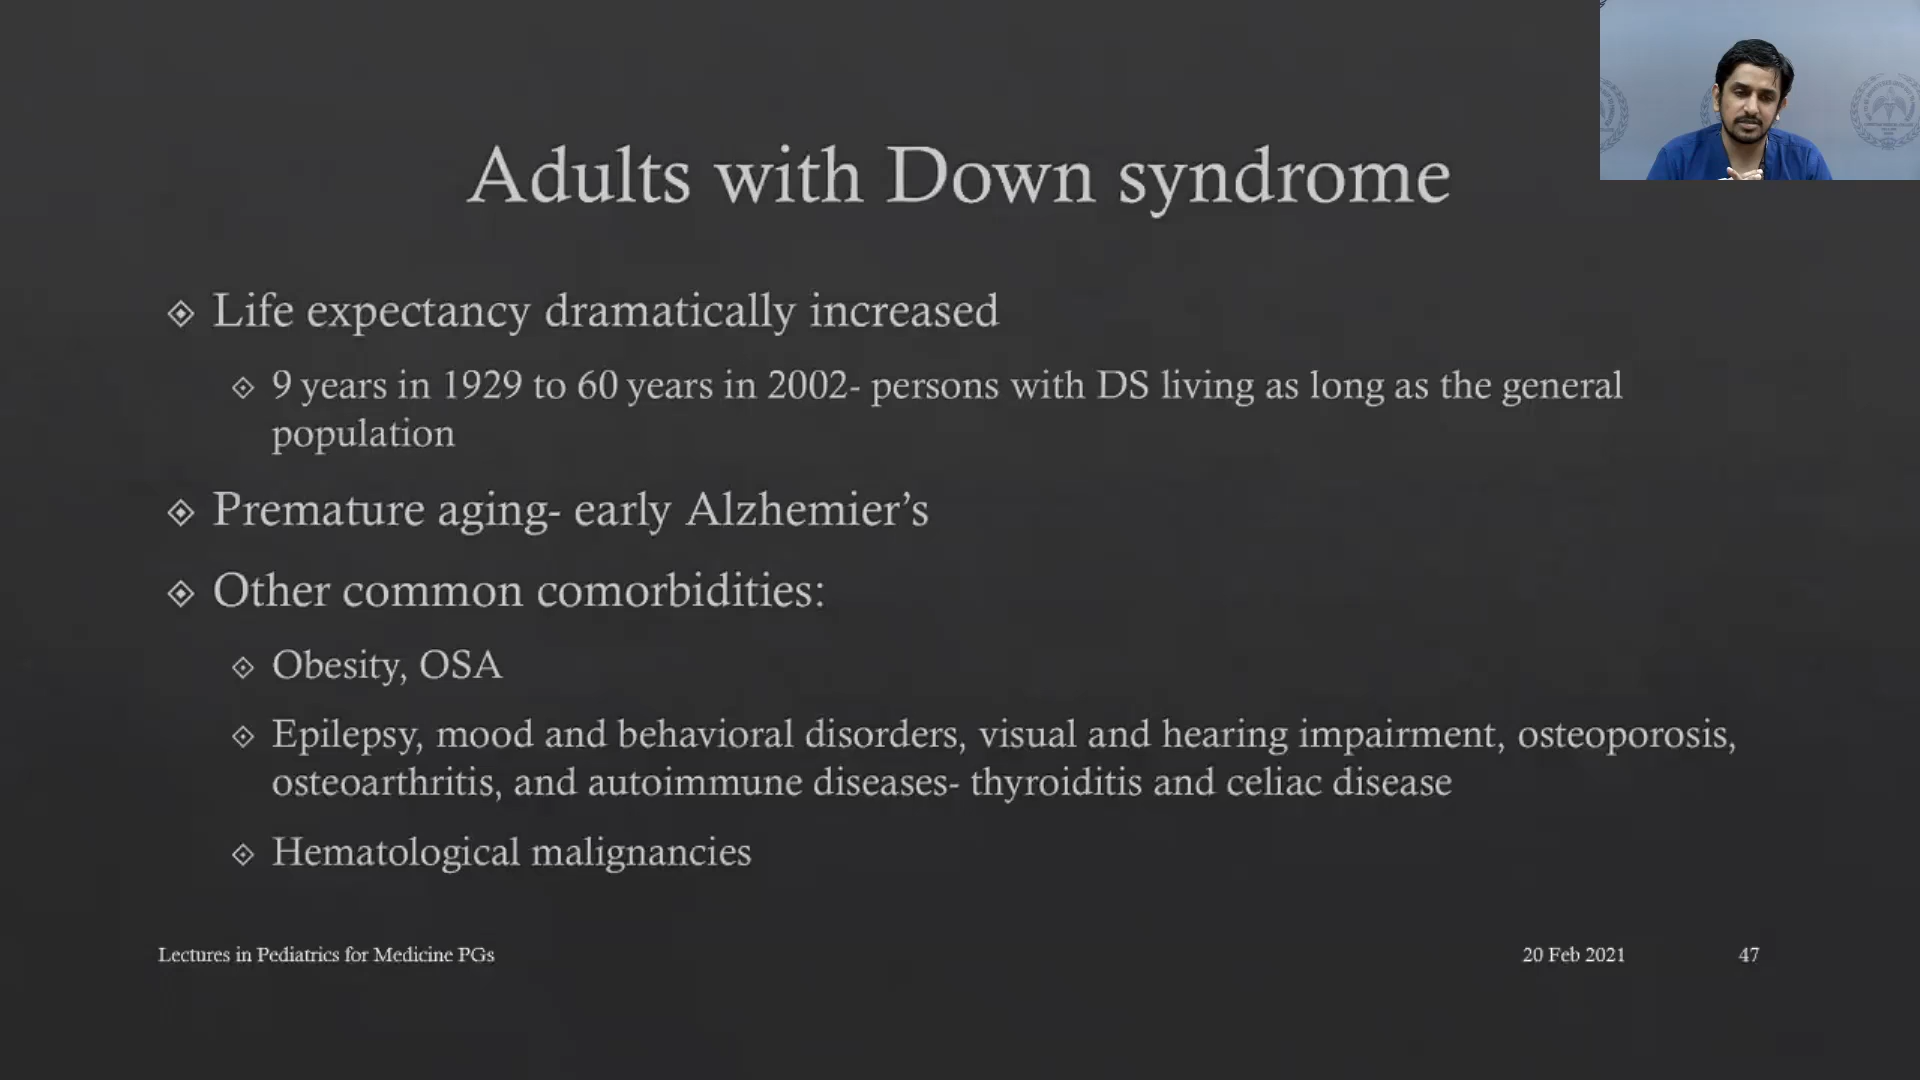 Adults with Down syndrome
Life expectancy dramatically increased
9 years in 1929 to 60 years in 2002- persons with DS living as long as the general
population
Premature aging- early Alzhemier’s
Other common comorbidities:
Obesity, OSA
Epilepsy, mood and behavioral disorders, visual and hearing impairment, osteoporosis,
osteoarthritis, and autoimmune diseases- thyroiditis and celiac disease
Hematological malignancies
Lectures in Pediatrics for Medicine PGs
20 Feb 2021
47